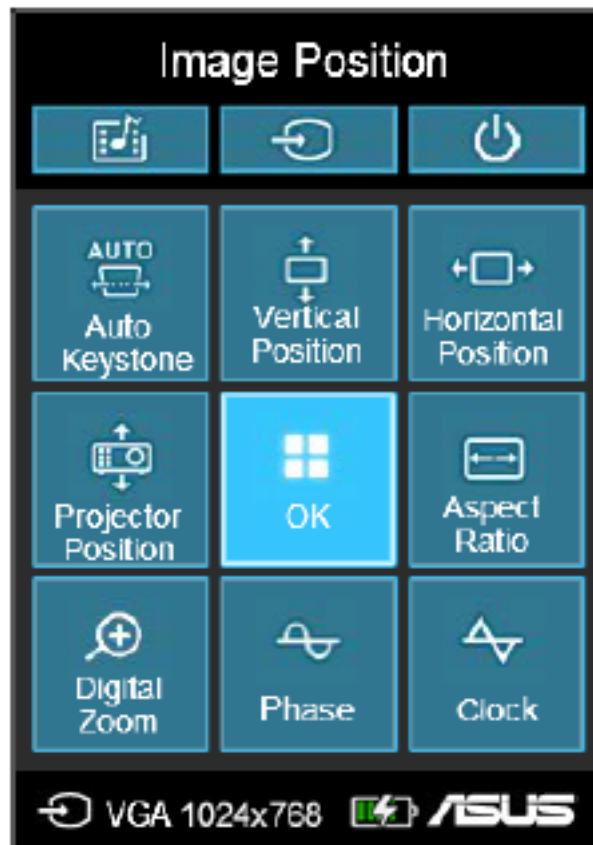 Image Position
AUTO
Auto
Keystone
Vertical
Position
Horizontal
Position
Projector
Position
OK
Aspect
Ratio
Digital
Zoom
Phase
Clock
VGA 1024x768
ASUS